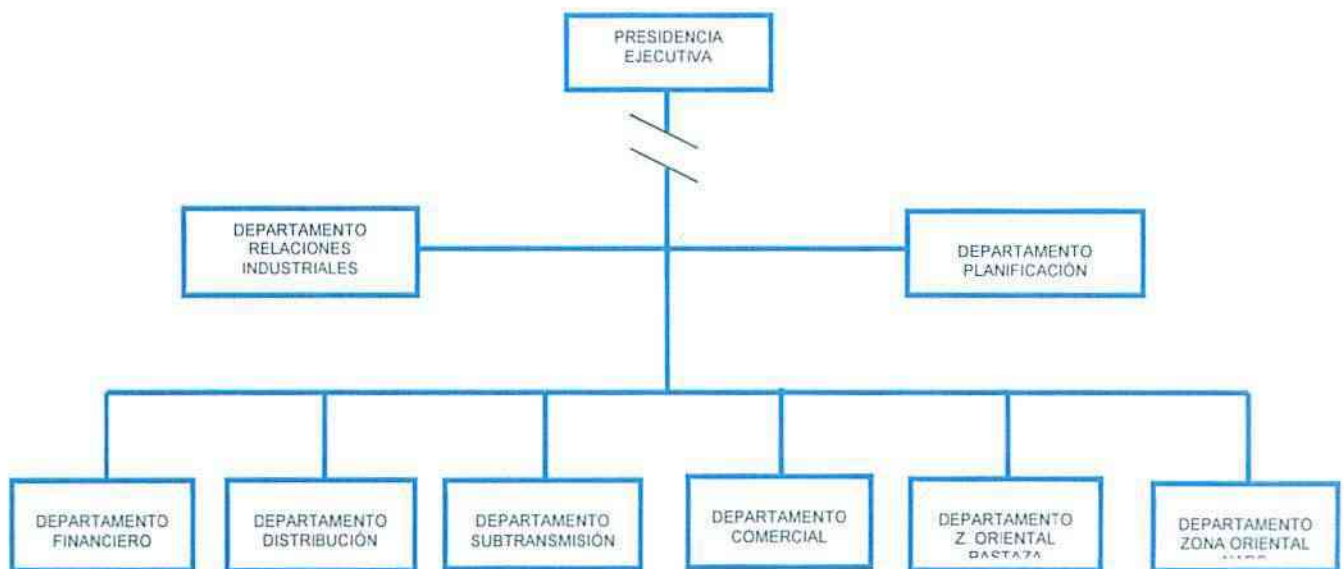 PRESIDENCIA
EJECUTIVA
DEPARTAMENTO
RELACIONES
INDUSTRIALES
DEPARTAMENTO
PLANIFICACIÓN
DEPARTAMENTO
FINANCIERO
DEPARTAMENTO
DISTRIBUCIÓN
DEPARTAMENTO
SUBTRANSMISIÓN
DEPARTAMENTO
COMERCIAL
DEPARTAMENTO
Z. ORIENTAL
PASTAZA
DEPARTAMENTO
ZONA ORIENTAL